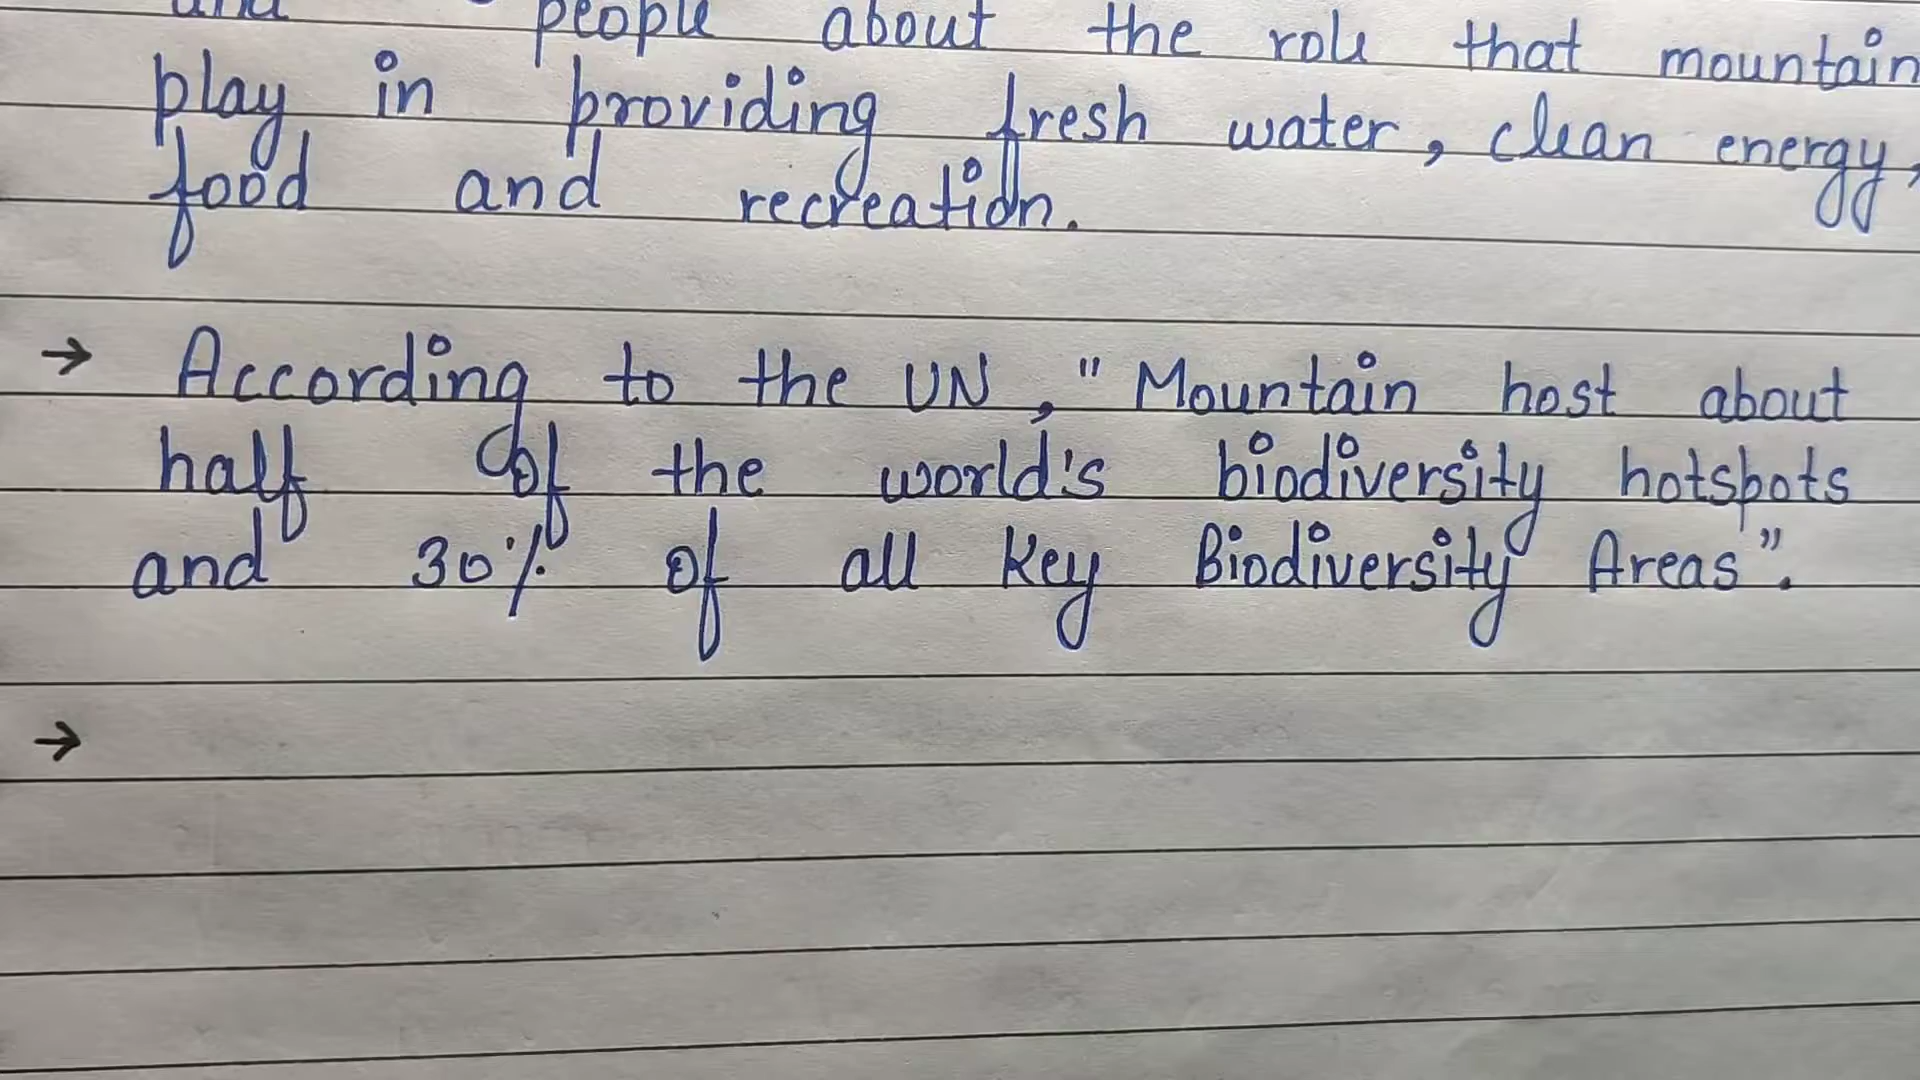 and people about the role that mountain
play in providing fresh water, clean energy,
food and recreation.
→ According to the UN, "Mountain host about
half of the world's biodiversity hotspots
and 30% of all Key Biodiversity Areas".
→